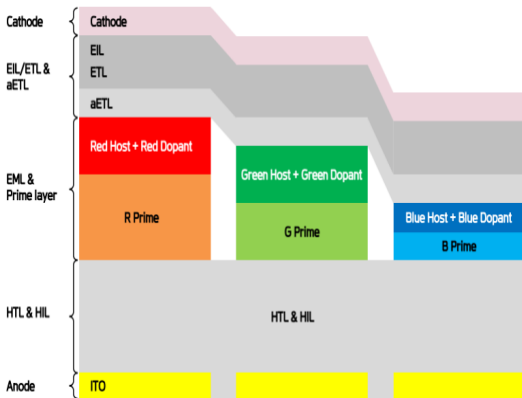 Cathode
Cathode
EIL/ETL &
aETL
EIL
ETL
aETL
EML &
Prime layer
Red Host + Red Dopant
R Prime
Green Host + Green Dopant
G Prime
Blue Host + Blue Dopant
B Prime
HTL & HIL
HTL & HIL
Anode
ITO